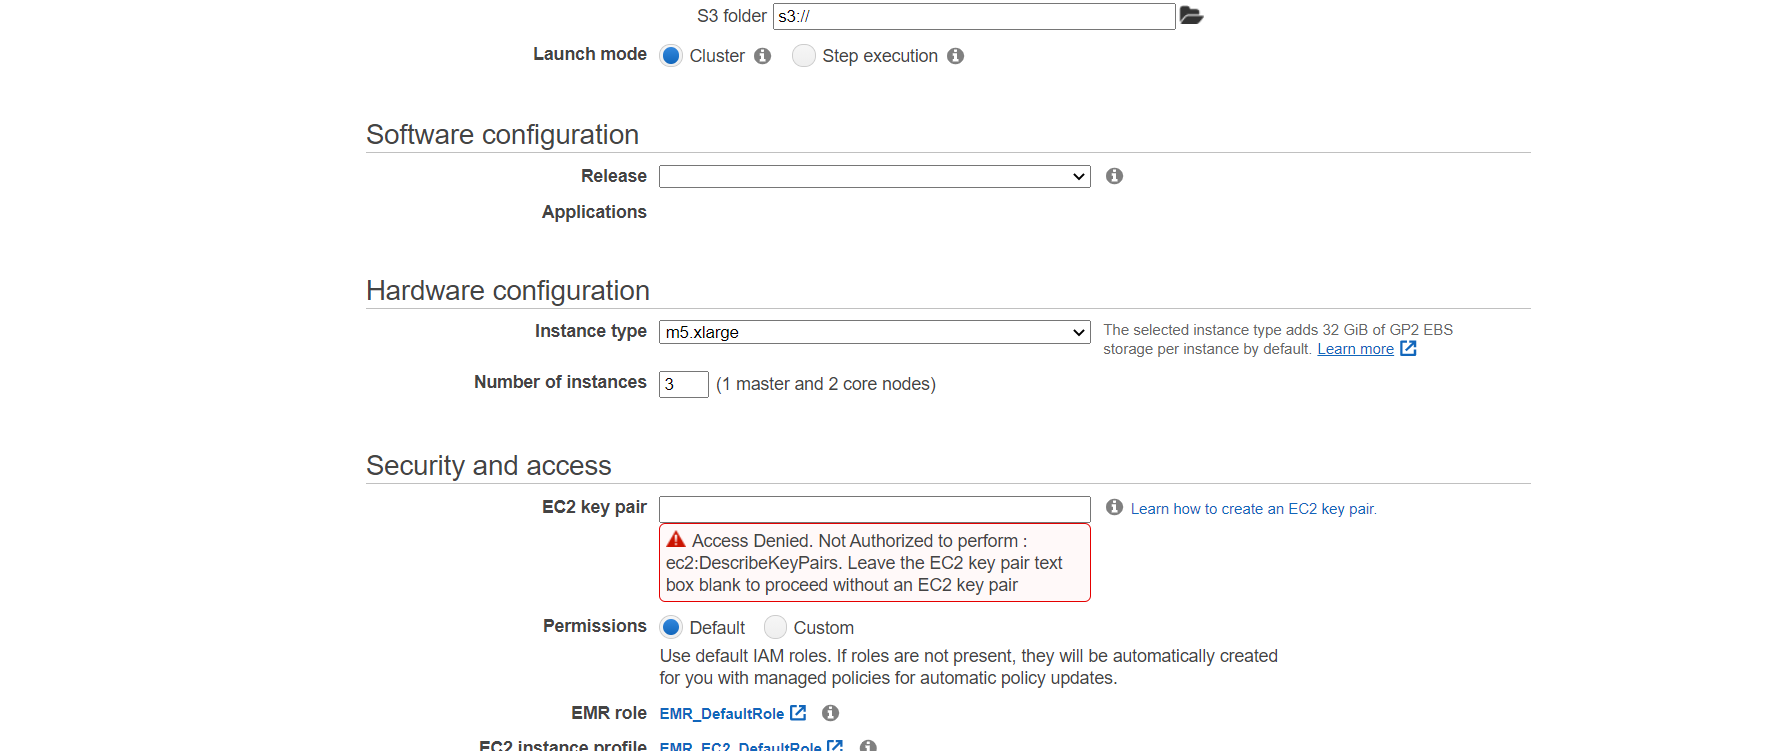 S3 folder s3://
Launch mode Cluster Step execution
Software configuration
Release
Applications
Hardware configuration
Instance type m5.xlarge The selected instance type adds 32 GiB of GP2 EBS
storage per instance by default. Learn more
Number of instances 3 (1 master and 2 core nodes)
Security and access
EC2 key pair Learn how to create an EC2 key pair.
Access Denied. Not Authorized to perform :
ec2:DescribeKeyPairs. Leave the EC2 key pair text
box blank to proceed without an EC2 key pair
Permissions Default Custom
Use default IAM roles. If roles are not present, they will be automatically created
for you with managed policies for automatic policy updates.
EMR role EMR_DefaultRole
EC2 instance profile EMR_EC2_DefaultRole